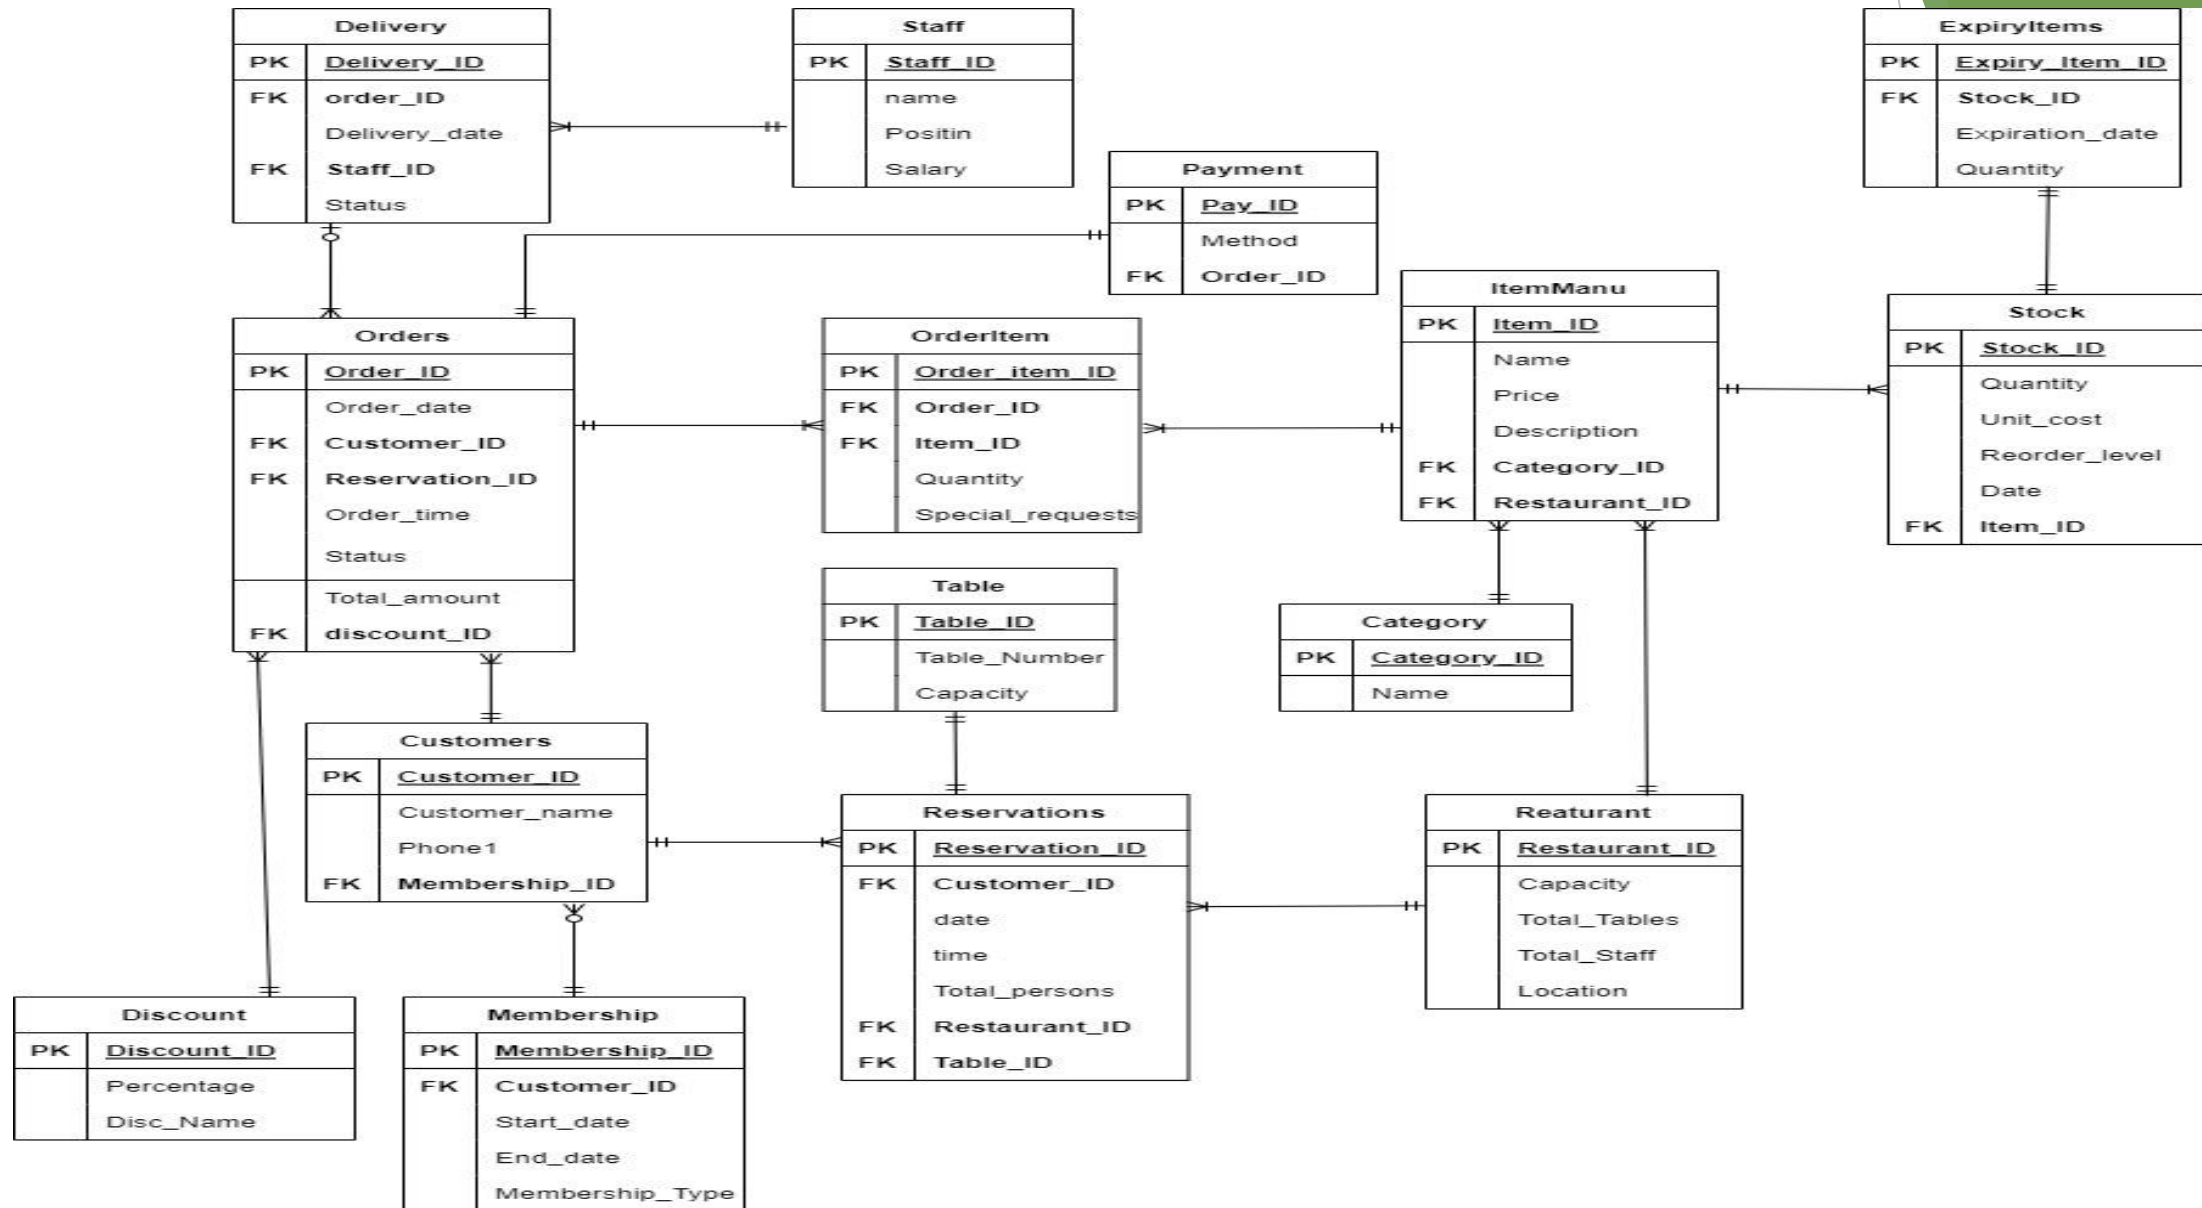 Delivery
PK Delivery_ID
FK order_ID
Delivery_date
FK Staff_ID
Status
Staff
PK Staff_ID
name
Positin
Salary
ExpiryItems
PK Expiry_Item_ID
FK Stock_ID
Expiration_date
Quantity
Payment
PK Pay_ID
Method
FK Order_ID
Orders
PK Order_ID
Order_date
FK Customer_ID
FK Reservation_ID
Order_time
Status
Total_amount
FK discount_ID
OrderItem
PK Order_item_ID
FK Order_ID
FK Item_ID
Quantity
Special_requests
ItemManu
PK Item_ID
Name
Price
Description
FK Category_ID
FK Restaurant_ID
Stock
PK Stock_ID
Quantity
Unit_cost
Reorder_level
Date
FK Item_ID
Table
PK Table_ID
Table_Number
Capacity
Category
PK Category_ID
Name
Customers
PK Customer_ID
Customer_name
Phone1
FK Membership_ID
Reservations
PK Reservation_ID
FK Customer_ID
date
time
Total_persons
FK Restaurant_ID
FK Table_ID
Reaturant
PK Restaurant_ID
Capacity
Total_Tables
Total_Staff
Location
Discount
PK Discount_ID
Percentage
Disc_Name
Membership
PK Membership_ID
FK Customer_ID
Start_date
End_date
Membership_Type